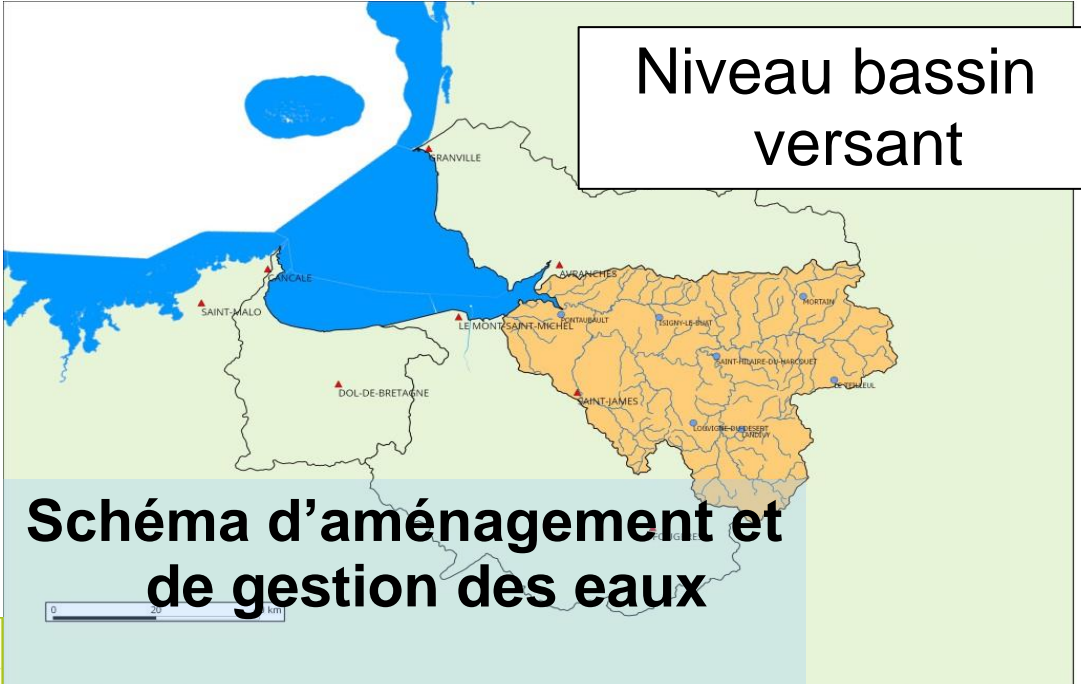 Niveau bassin
versant
GRANVILLE
CANCALE
AVRANCHES
SAINT-MALO
MORTAIN
LE MONT-SAINT-MICHEL
PONTAUBAULT
ISIGNY-LE-BUAT
SAINT-HILAIRE-DU-HARCOUET
LE TEILLEUL
DOL-DE-BRETAGNE
SAINT-JAMES
LOUVIGNE-DU-DESERT
LANDIVY
Schéma d’aménagement et
FOUGERES
de gestion des eaux
0 20 km